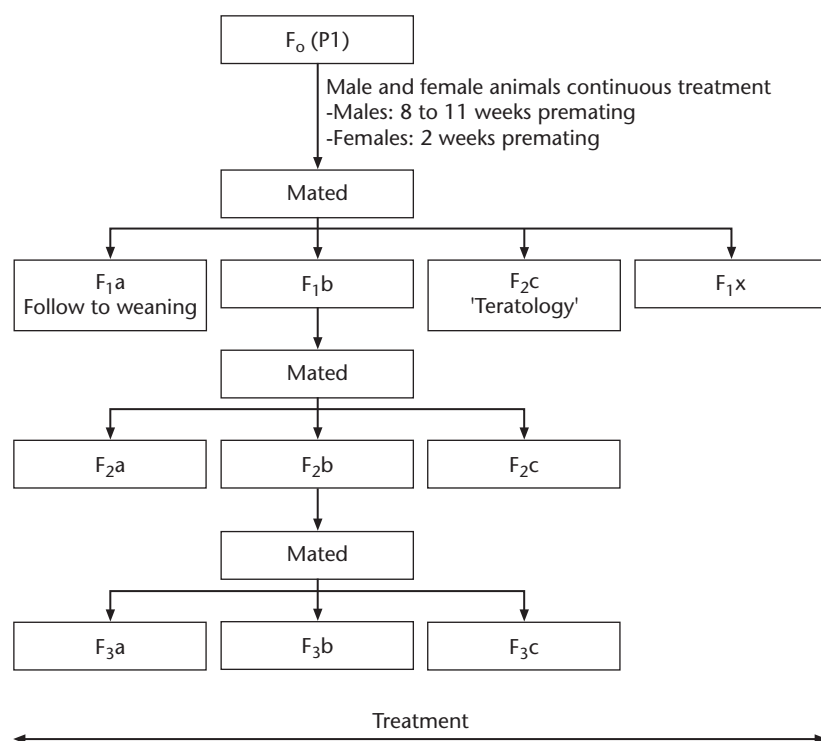 Fₒ (P1)
Male and female animals continuous treatment
-Males: 8 to 11 weeks premating
-Females: 2 weeks premating
Mated
F₁a
Follow to weaning
F₁b
F₂c
'Teratology'
F₁x
Mated
F₂a
F₂b
F₂c
Mated
F₃a
F₃b
F₃c
Treatment